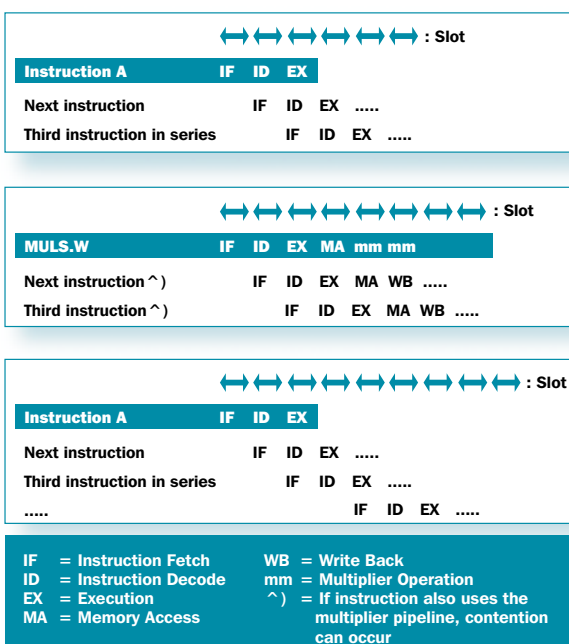 : Slot
Instruction A IF ID EX
Next instruction IF ID EX .....
Third instruction in series IF ID EX .....
: Slot
MULS.W IF ID EX MA mm mm
Next instruction ^) IF ID EX MA WB .....
Third instruction ^) IF ID EX MA WB .....
: Slot
Instruction A IF ID EX
Next instruction IF ID EX .....
Third instruction in series IF ID EX .....
..... IF ID EX .....
IF = Instruction Fetch
ID = Instruction Decode
EX = Execution
MA = Memory Access
WB = Write Back
mm = Multiplier Operation
^) = If instruction also uses the
multiplier pipeline, contention
can occur